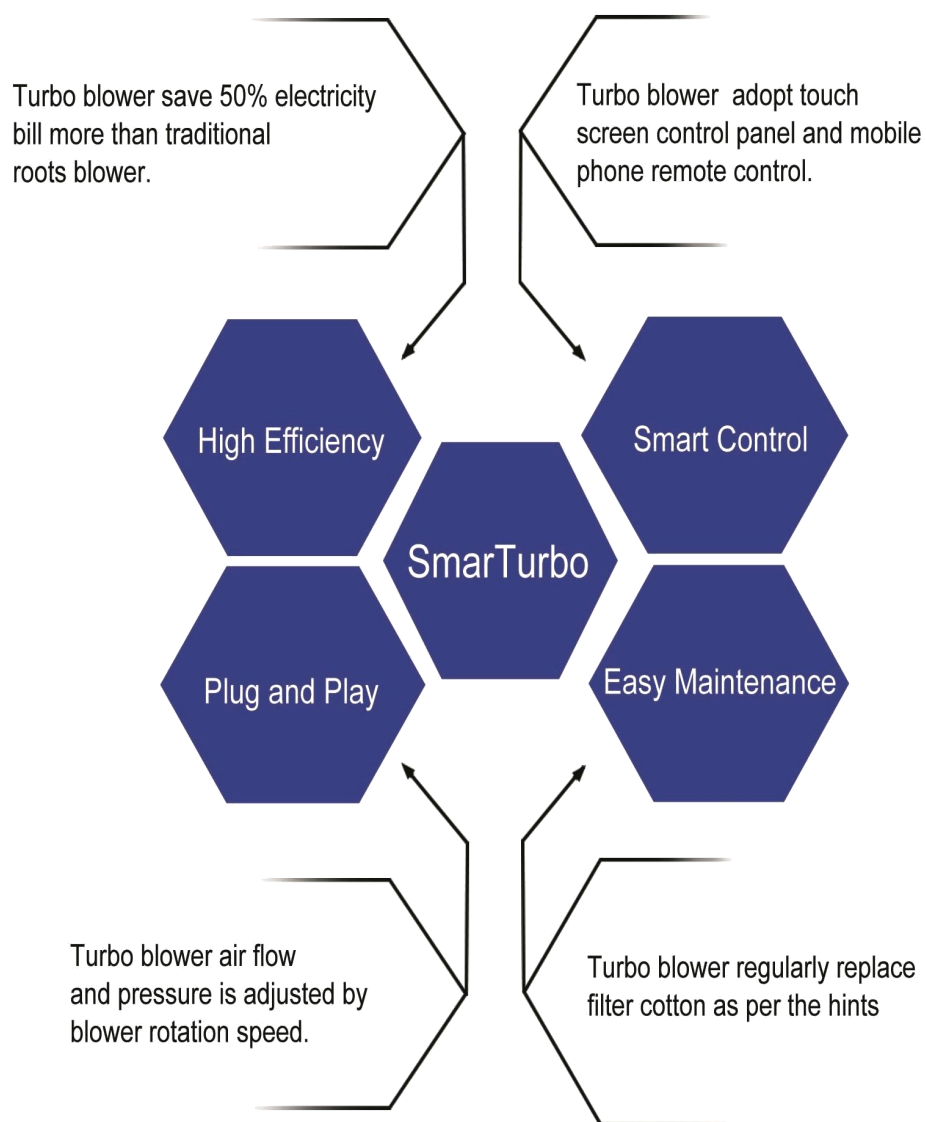 Turbo blower save 50% electricity
bill more than traditional
roots blower.
Turbo blower adopt touch
screen control panel and mobile
phone remote control.
High Efficiency
Smart Control
SmarTurbo
Plug and Play
Easy Maintenance
Turbo blower air flow
and pressure is adjusted by
blower rotation speed.
Turbo blower regularly replace
filter cotton as per the hints